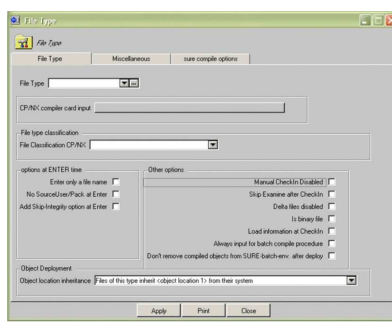 File Type
File Type
File Type Miscellaneous sure compile options
File Type
CP/NX compiler card input
File type classification
File Classification CP/NX
options at ENTER time
Enter only a file name
No SourceUser/Pack at Enter
Add Skip-Integrity option at Enter
Other options
Manual CheckIn Disabled
Skip Examine after CheckIn
Delta files disabled
Is binary file
Load information at CheckIn
Always input for batch compile procedure
Don't remove compiled objects from SURE-batch-env. after deploy
Object Deployment
Object location inheritance Files of this type inherit <object location 1> from their system
Apply Print Close